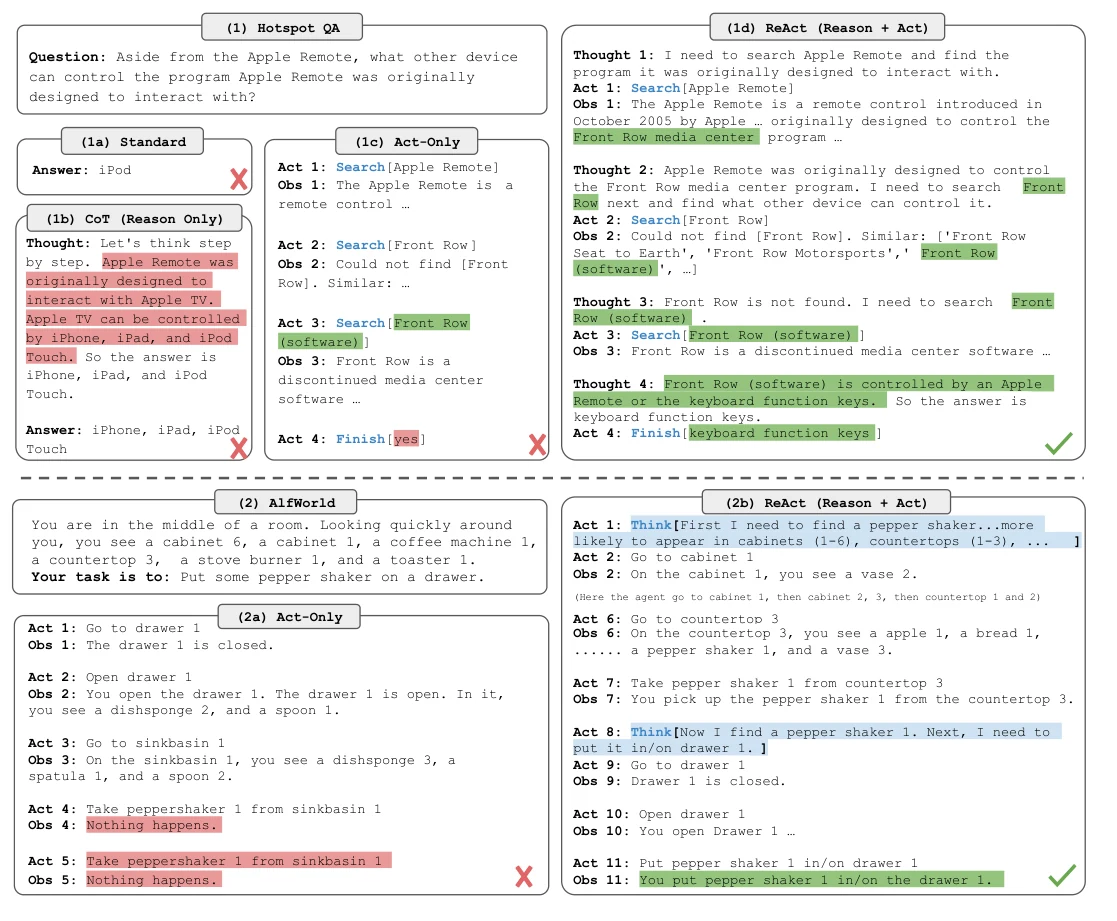 (1) Hotspot QA
Question: Aside from the Apple Remote, what other device
can control the program Apple Remote was originally
designed to interact with?
(1a) Standard
Answer: iPod
(1b) CoT (Reason Only)
Thought: Let's think step
by step. Apple Remote was
originally designed to
interact with Apple TV.
Apple TV can be controlled
by iPhone, iPad, and iPod
Touch. So the answer is
iPhone, iPad, and iPod
Touch.
Answer: iPhone, iPad, iPod
Touch
(1c) Act-Only
Act 1: Search[Apple Remote]
Obs 1: The Apple Remote is a
remote control …
Act 2: Search[Front Row]
Obs 2: Could not find [Front
Row]. Similar: …
Act 3: Search[Front Row
(software)]
Obs 3: Front Row is a
discontinued media center
software …
Act 4: Finish[yes]
(1d) ReAct (Reason + Act)
Thought 1: I need to search Apple Remote and find the
program it was originally designed to interact with.
Act 1: Search[Apple Remote]
Obs 1: The Apple Remote is a remote control introduced in
October 2005 by Apple … originally designed to control the
Front Row media center program …
Thought 2: Apple Remote was originally designed to control
the Front Row media center program. I need to search Front
Row next and find what other device can control it.
Act 2: Search[Front Row]
Obs 2: Could not find [Front Row]. Similar: ['Front Row
Seat to Earth', 'Front Row Motorsports',' Front Row
(software)', …]
Thought 3: Front Row is not found. I need to search Front
Row (software) .
Act 3: Search[Front Row (software)]
Obs 3: Front Row is a discontinued media center software …
Thought 4: Front Row (software) is controlled by an Apple
Remote or the keyboard function keys. So the answer is
keyboard function keys.
Act 4: Finish[keyboard function keys]
(2) AlfWorld
You are in the middle of a room. Looking quickly around
you, you see a cabinet 6, a cabinet 1, a coffee machine 1,
a countertop 3, a stove burner 1, and a toaster 1.
Your task is to: Put some pepper shaker on a drawer.
(2a) Act-Only
Act 1: Go to drawer 1
Obs 1: The drawer 1 is closed.
Act 2: Open drawer 1
Obs 2: You open the drawer 1. The drawer 1 is open. In it,
you see a dishsponge 2, and a spoon 1.
Act 3: Go to sinkbasin 1
Obs 3: On the sinkbasin 1, you see a dishsponge 3, a
spatula 1, and a spoon 2.
Act 4: Take peppershaker 1 from sinkbasin 1
Obs 4: Nothing happens.
Act 5: Take peppershaker 1 from sinkbasin 1
Obs 5: Nothing happens.
(2b) ReAct (Reason + Act)
Act 1: Think[First I need to find a pepper shaker...more
likely to appear in cabinets (1-6), countertops (1-3), ... ]
Act 2: Go to cabinet 1
Obs 2: On the cabinet 1, you see a vase 2.
(Here the agent go to cabinet 1, then cabinet 2, 3, then countertop 1 and 2)
Act 6: Go to countertop 3
Obs 6: On the countertop 3, you see a apple 1, a bread 1,
...... a pepper shaker 1, and a vase 3.
Act 7: Take pepper shaker 1 from countertop 3
Obs 7: You pick up the pepper shaker 1 from the countertop 3.
Act 8: Think[Now I find a pepper shaker 1. Next, I need to
put it in/on drawer 1. ]
Act 9: Go to drawer 1
Obs 9: Drawer 1 is closed.
Act 10: Open drawer 1
Obs 10: You open Drawer 1 …
Act 11: Put pepper shaker 1 in/on drawer 1
Obs 11: You put pepper shaker 1 in/on the drawer 1.